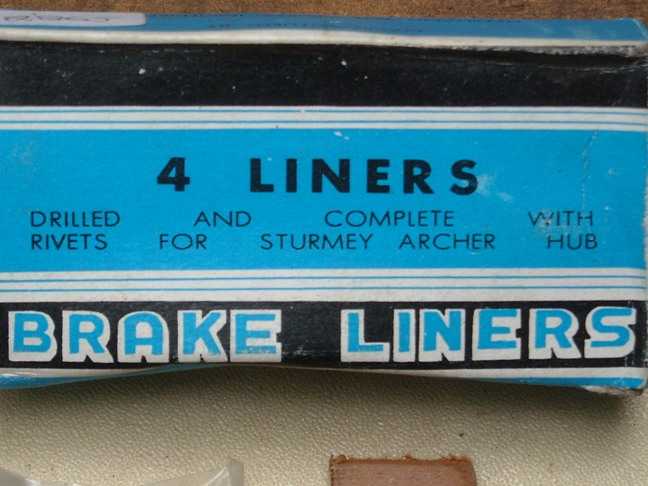 4 LINERS
DRILLED AND COMPLETE WITH
RIVETS FOR STURMEY ARCHER HUB
BRAKE LINERS